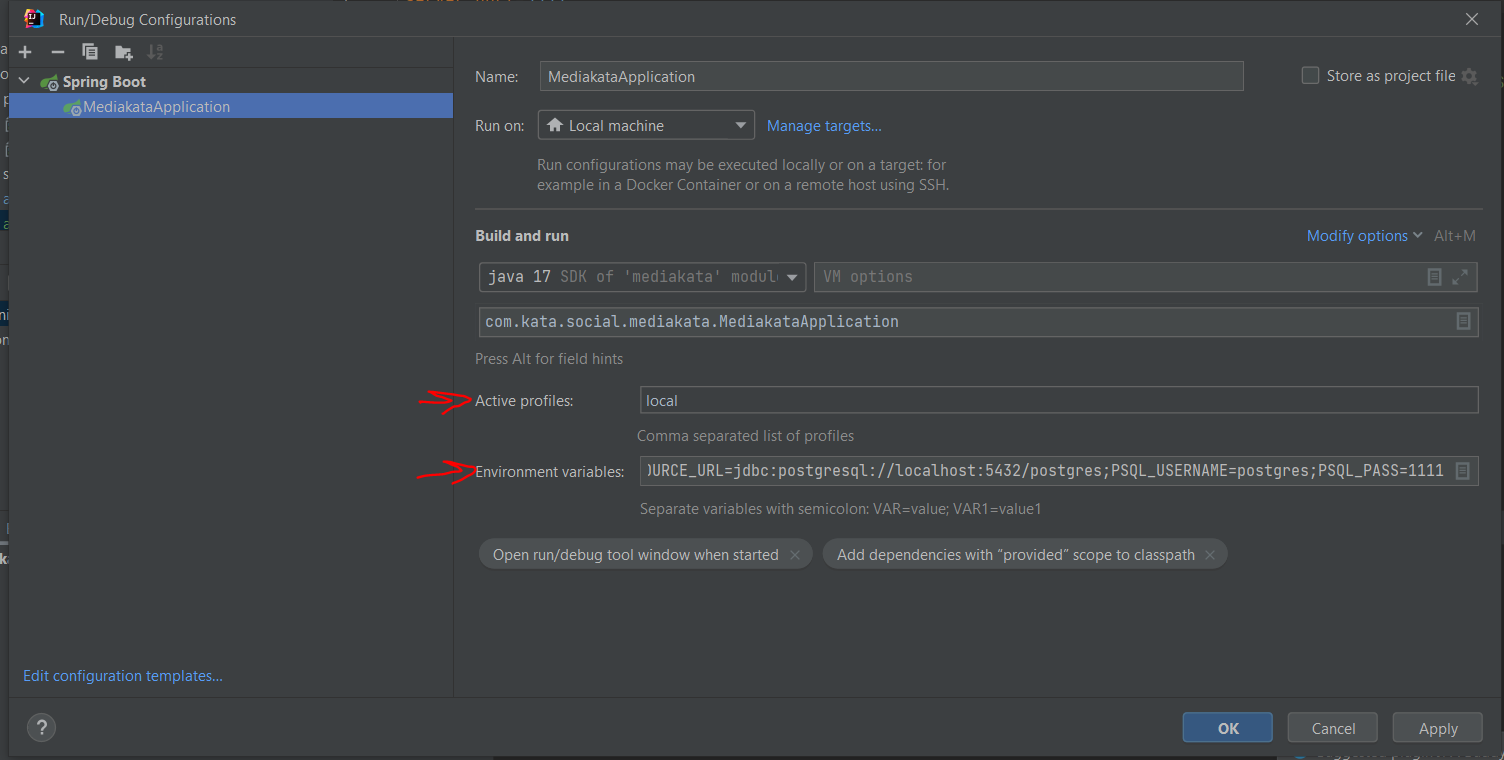 Run/Debug Configurations
Spring Boot
MediakataApplication
Name: MediakataApplication
Store as project file
Run on: Local machine
Manage targets...
Run configurations may be executed locally or on a target: for
example in a Docker Container or on a remote host using SSH.
Build and run
Modify options Alt+M
java 17 SDK of 'mediakata' modul
VM options
com.kata.social.mediakata.MediakataApplication
Press Alt for field hints
Active profiles: local
Comma separated list of profiles
Environment variables: OURCE_URL=jdbc:postgresql://localhost:5432/postgres;PSQL_USERNAME=postgres;PSQL_PASS=1111
Separate variables with semicolon: VAR=value; VAR1=value1
Open run/debug tool window when started
Add dependencies with “provided” scope to classpath
Edit configuration templates...
?
OK
Cancel
Apply